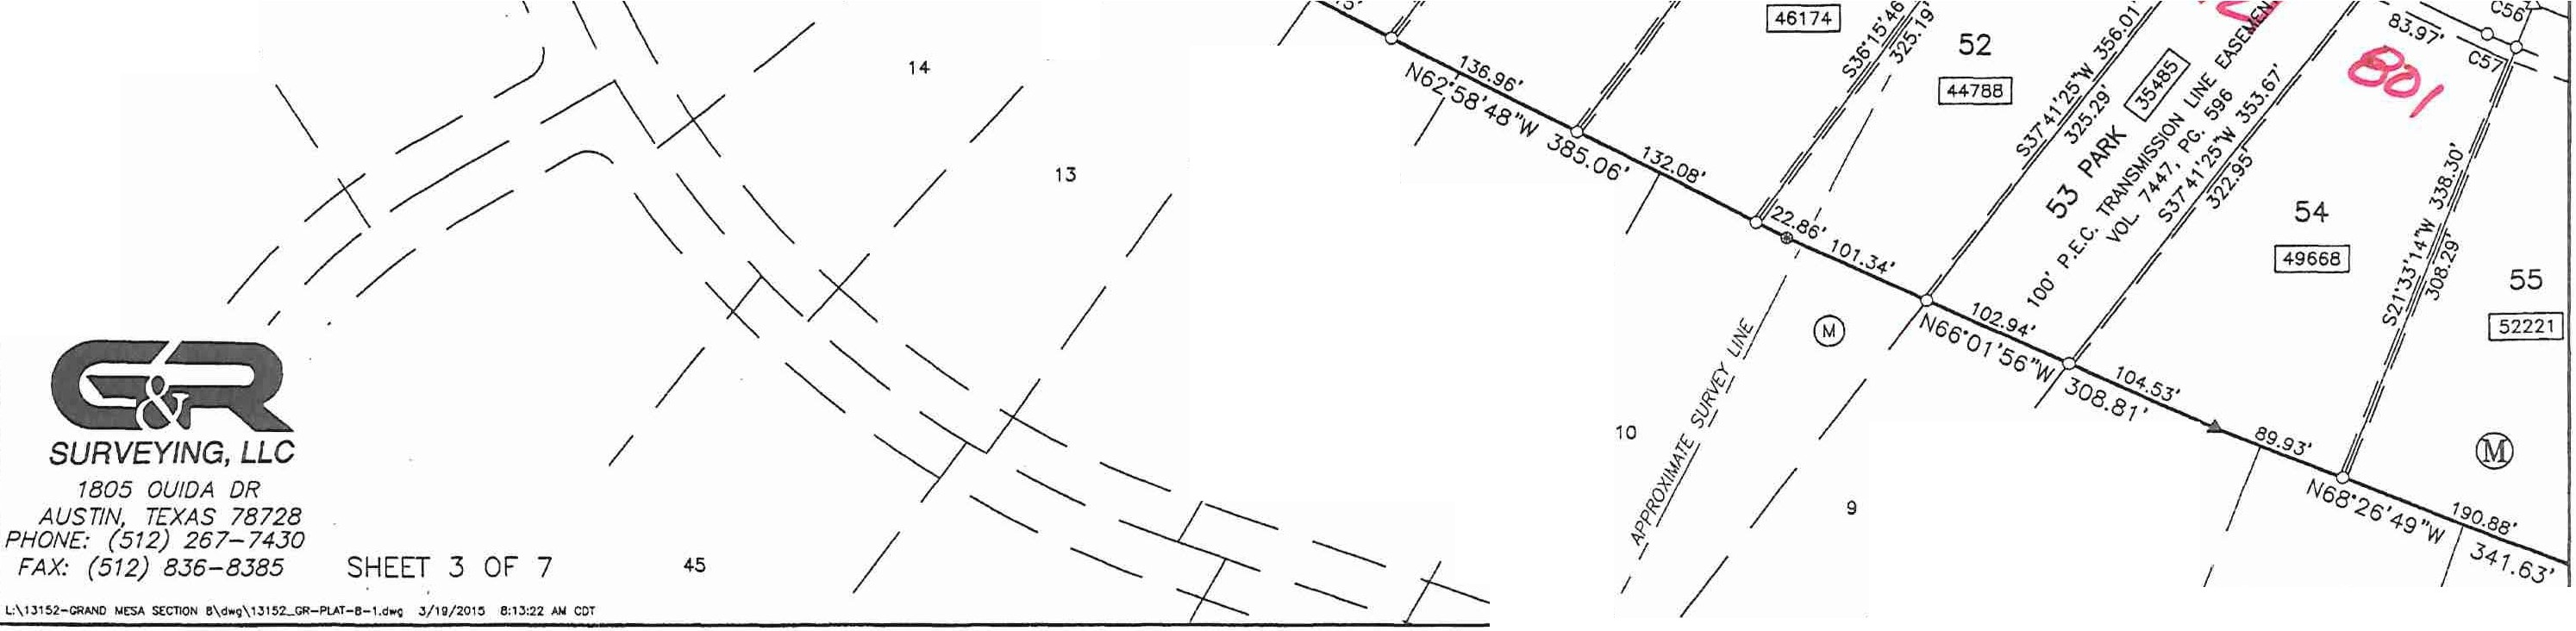 14
13
45
10
9
G&R
SURVEYING, LLC
1805 OUIDA DR
AUSTIN, TEXAS 78728
PHONE: (512) 267-7430
FAX: (512) 836-8385
SHEET 3 OF 7
L:\13152-GRAND MESA SECTION 8\dwg\13152_GR-PLAT-8-1.dwg 3/19/2015 8:13:22 AM CDT
136.96'
N62°58'48"W 385.06'
132.08'
22.86'
101.34'
102.94'
N66°01'56"W 308.81'
104.53'
89.93'
N68°26'49"W 341.63'
190.88'
46174
S36°15'46
325.19'
52
44788
S37°41'25"W 356.01'
325.29'
53 PARK
35485
100' P.E.C. TRANSMISSION LINE EASEMEN
VOL. 7447, PG. 596
S37°41'25"W 353.67'
322.95'
801
83.97'
C56
C57
54
49668
S21°33'14"W 338.30'
308.29'
55
52221
M
M
APPROXIMATE SURVEY LINE